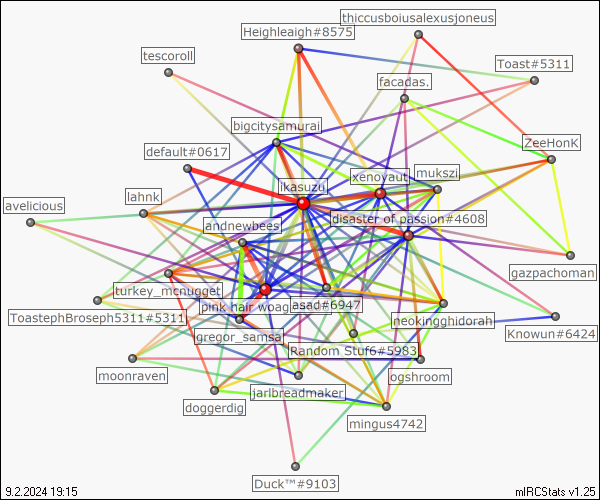 thiccusboiusalexusjoneus
Heighleaigh#8575
tescoroll
Toast#5311
facadas.
bigcitysamurai
ZeeHonK
default#0617
xenoyaut
mukszi
ikasuzu
lahnk
avelicious
disaster of passion#4608
andnewbees
gazpachoman
turkey_mcnugget
asad#6947
pink hair woag
ToastephBroseph5311#5311
neokingghidorah
Knowun#6424
gregor_samsa
Random Stuf6#5983
moonraven
ogshroom
jarlbreadmaker
doggerdig
mingus4742
Duck™#9103
9.2.2024 19:15
mIRCStats v1.25